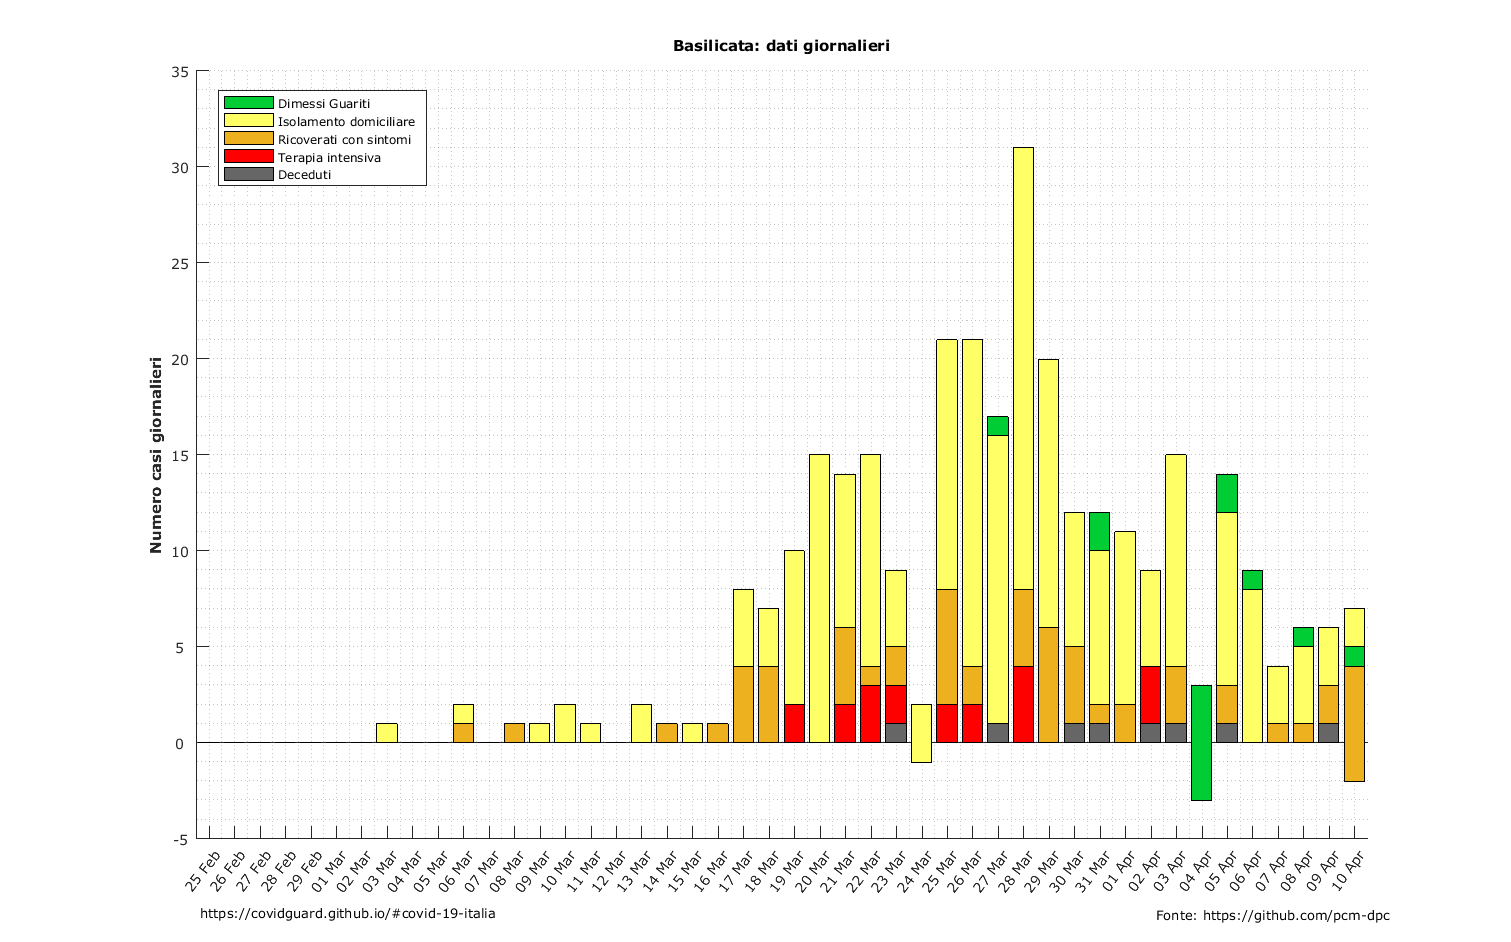 Basilicata: dati giornalieri
35
30
25
20
15
10
5
0
-5
Numero casi giornalieri
Dimessi Guariti
Isolamento domiciliare
Ricoverati con sintomi
Terapia intensiva
Deceduti
25 Feb
26 Feb
27 Feb
28 Feb
29 Feb
01 Mar
02 Mar
03 Mar
04 Mar
05 Mar
06 Mar
07 Mar
08 Mar
09 Mar
10 Mar
11 Mar
12 Mar
13 Mar
14 Mar
15 Mar
16 Mar
17 Mar
18 Mar
19 Mar
20 Mar
21 Mar
22 Mar
23 Mar
24 Mar
25 Mar
26 Mar
27 Mar
28 Mar
29 Mar
30 Mar
31 Mar
01 Apr
02 Apr
03 Apr
04 Apr
05 Apr
06 Apr
07 Apr
08 Apr
09 Apr
10 Apr
https://covidguard.github.io/#covid-19-italia
Fonte: https://github.com/pcm-dpc